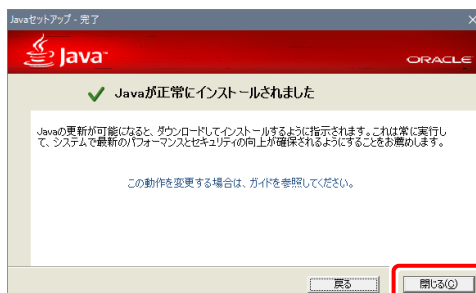 Javaセットアップ - 完了
Java™
ORACLE
Javaが正常にインストールされました
Javaの更新が可能になると、ダウンロードしてインストールするように指示されます。これは常に実行し
て、システムで最新のパフォーマンスとセキュリティの向上が確保されるようにすることをお薦めします。
この動作を変更する場合は、ガイドを参照してください。
戻る
閉じる(C)